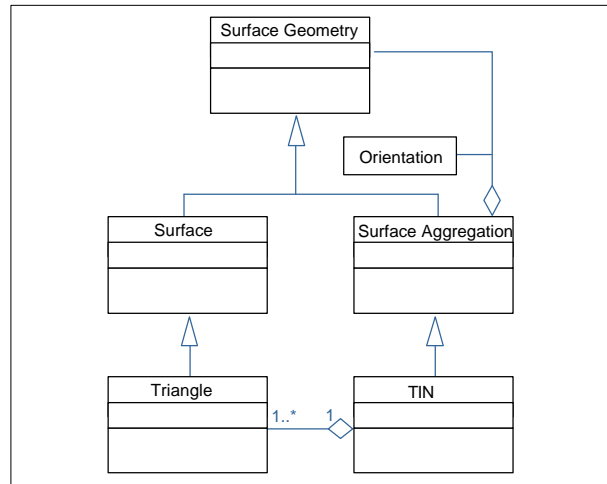 Surface Geometry
Orientation
Surface
Surface Aggregation
Triangle
TIN
1..*
1